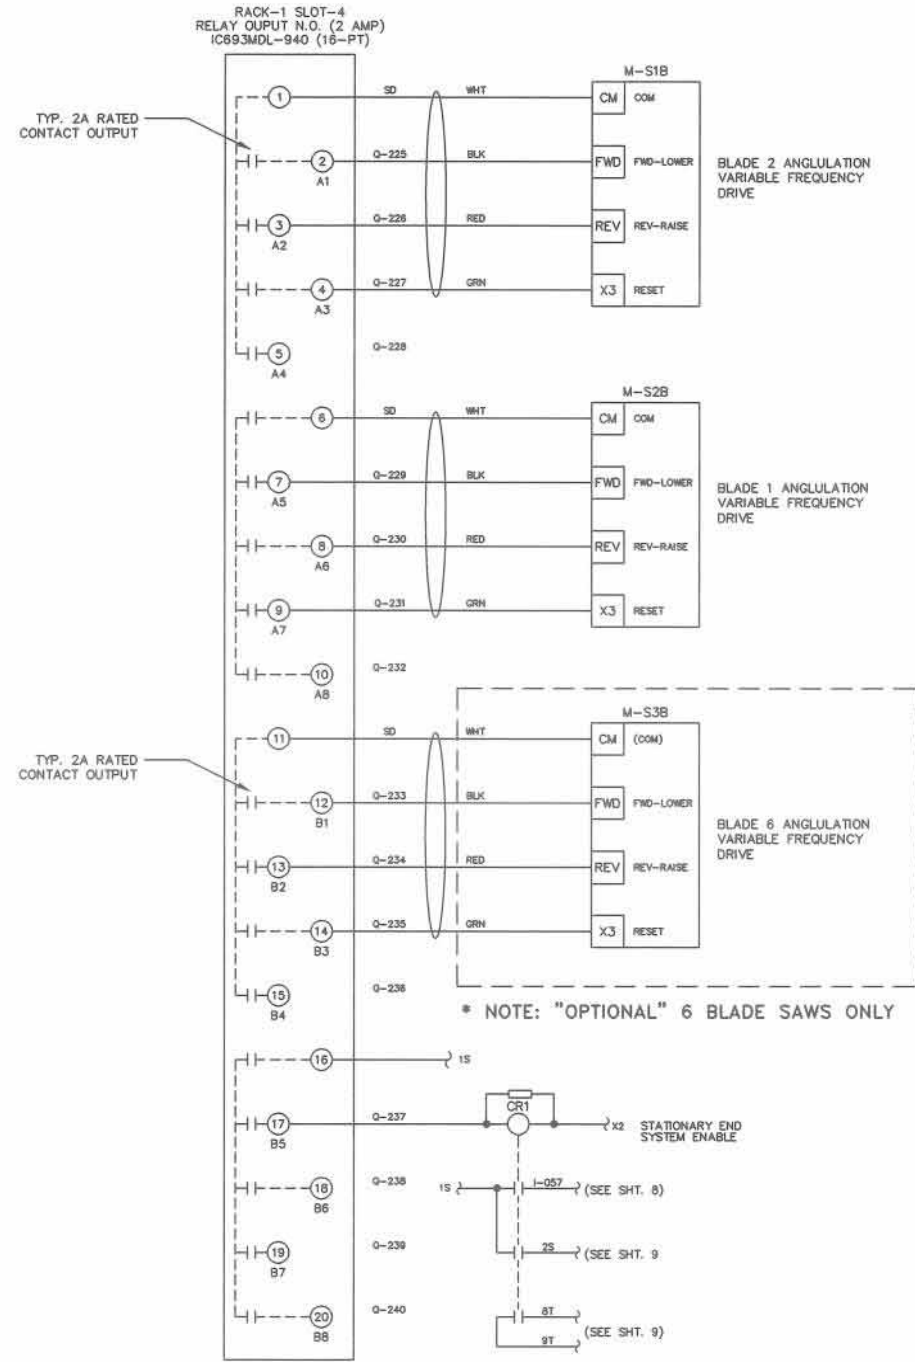 RACK-1 SLOT-4
RELAY OUPUT N.O. (2 AMP)
IC693MDL-940 (16-PT)
TYP. 2A RATED
CONTACT OUTPUT
1
SD
WHT
M-S1B
CM
COM
2
A1
Q-225
BLK
FWD
FWD-LOWER
BLADE 2 ANGLULATION
VARIABLE FREQUENCY
DRIVE
3
A2
Q-226
RED
REV
REV-RAISE
4
A3
Q-227
GRN
X3
RESET
5
A4
Q-228
6
SD
WHT
M-S2B
CM
COM
7
A5
Q-229
BLK
FWD
FWD-LOWER
BLADE 1 ANGLULATION
VARIABLE FREQUENCY
DRIVE
8
A6
Q-230
RED
REV
REV-RAISE
9
A7
Q-231
GRN
X3
RESET
10
A8
Q-232
TYP. 2A RATED
CONTACT OUTPUT
11
SD
WHT
M-S3B
CM
(COM)
12
B1
Q-233
BLK
FWD
FWD-LOWER
BLADE 6 ANGLULATION
VARIABLE FREQUENCY
DRIVE
13
B2
Q-234
RED
REV
REV-RAISE
14
B3
Q-235
GRN
X3
RESET
15
B4
Q-236
* NOTE: "OPTIONAL" 6 BLADE SAWS ONLY
16
1S
17
B5
Q-237
CR1
X2
STATIONARY END
SYSTEM ENABLE
18
B6
Q-238
1S
I-057
(SEE SHT. 8)
19
B7
Q-239
2S
(SEE SHT. 9
20
B8
Q-240
8T
9T
(SEE SHT. 9)